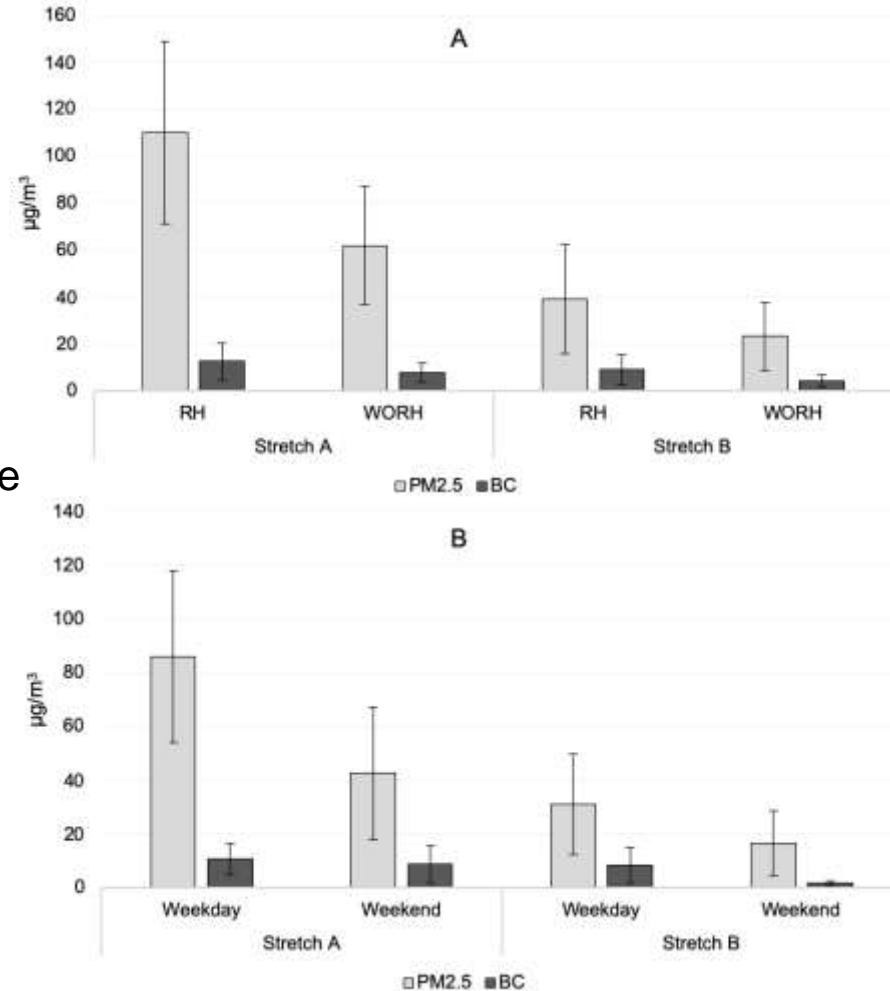 160
A
140
120
100
80
60
40
20
0
µg/m³
RH WORH RH WORH
Stretch A Stretch B
□PM2.5 ■BC
e
140
B
120
100
80
60
40
20
0
µg/m³
Weekday Weekend Weekday Weekend
Stretch A Stretch B
□PM2.5 ■BC